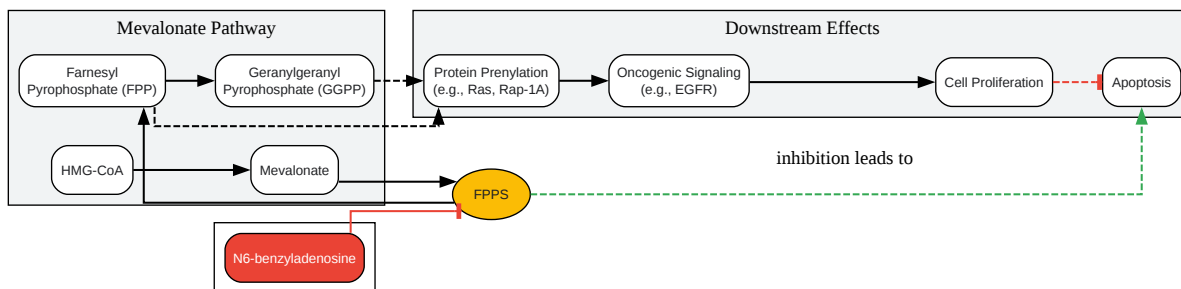 Mevalonate Pathway
Downstream Effects
Farnesyl
Pyrophosphate (FPP)
Geranylgeranyl
Pyrophosphate (GGPP)
Protein Prenylation
(e.g., Ras, Rap-1A)
Oncogenic Signaling
(e.g., EGFR)
Cell Proliferation
Apoptosis
HMG-CoA
Mevalonate
inhibition leads to
FPPS
N6-benzyladenosine